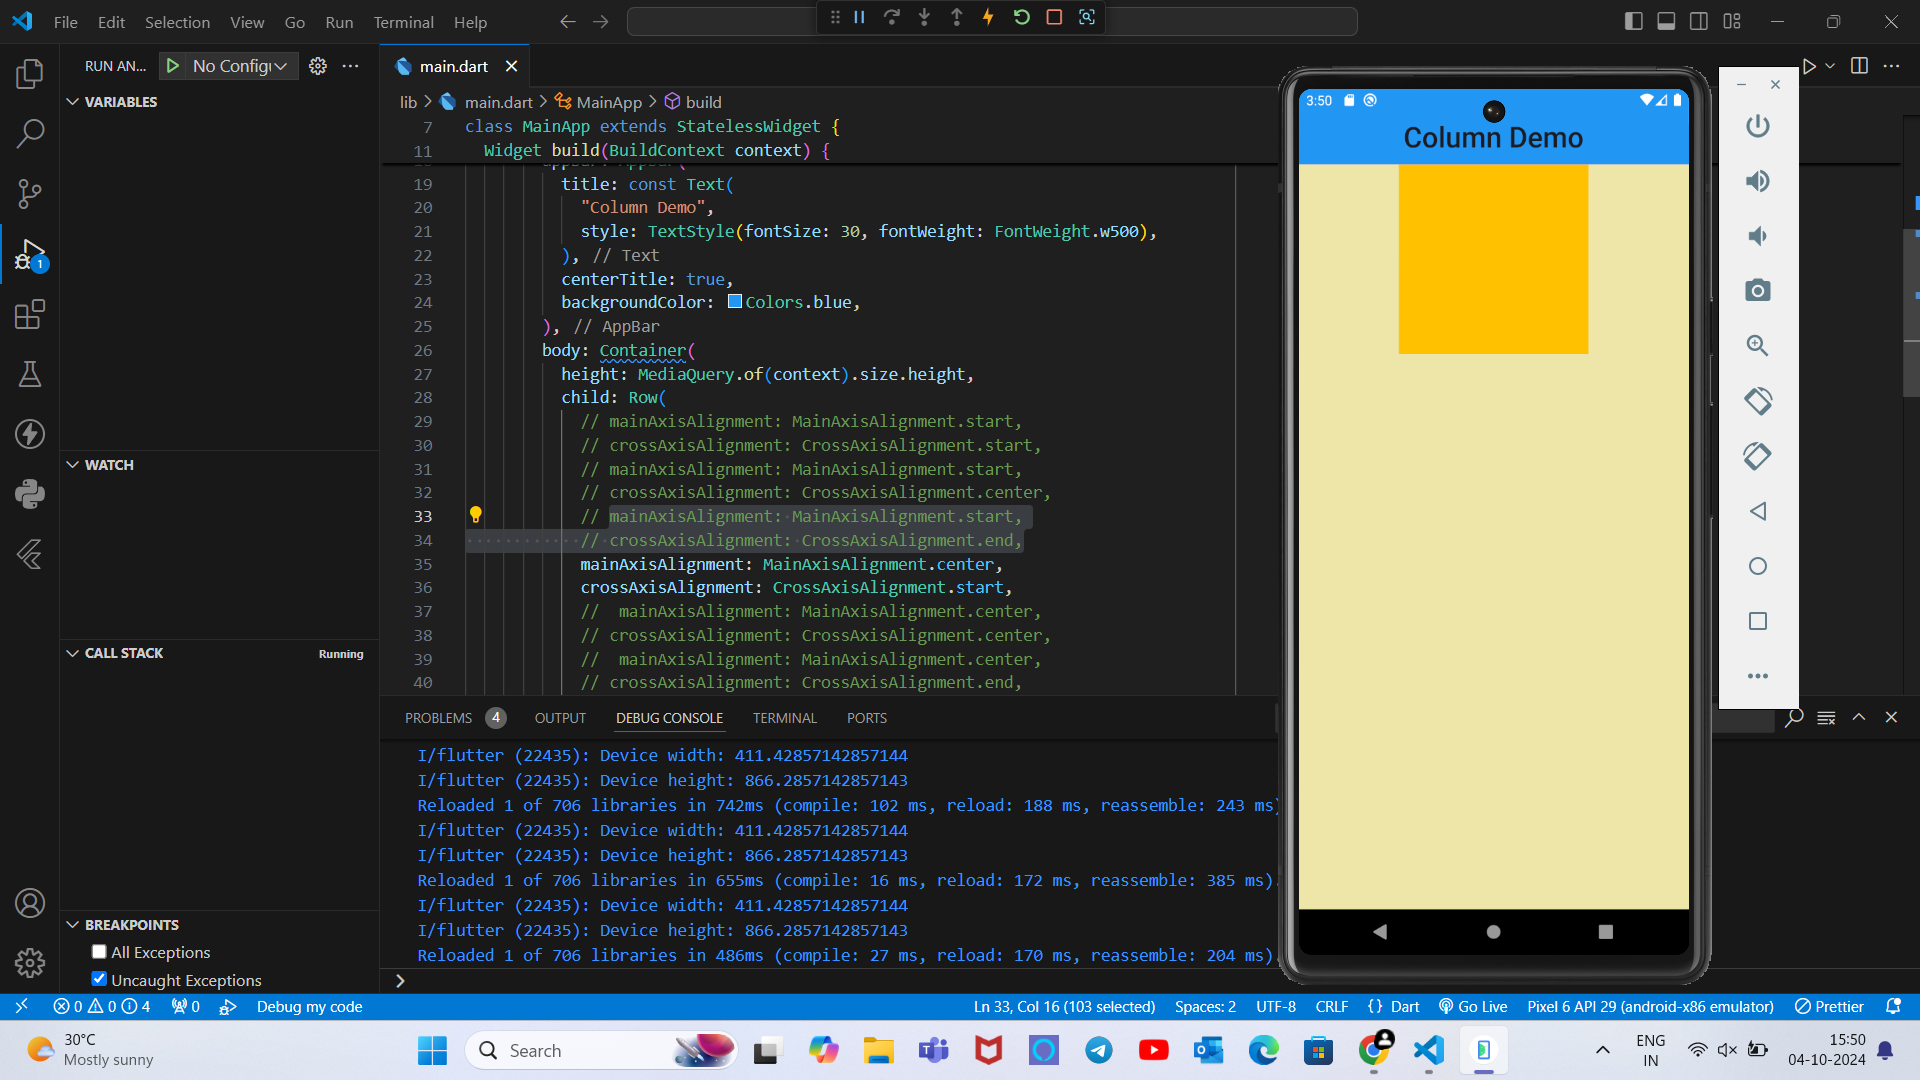 File Edit Selection View Go Run Terminal Help
RUN AN... No Config
VARIABLES
WATCH
CALL STACK Running
BREAKPOINTS
All Exceptions
Uncaught Exceptions
1
main.dart
lib > main.dart > MainApp > build
7 class MainApp extends StatelessWidget {
11 Widget build(BuildContext context) {
19 title: const Text(
20 "Column Demo",
21 style: TextStyle(fontSize: 30, fontWeight: FontWeight.w500),
22 ), // Text
23 centerTitle: true,
24 backgroundColor: Colors.blue,
25 ), // AppBar
26 body: Container(
27 height: MediaQuery.of(context).size.height,
28 child: Row(
29 // mainAxisAlignment: MainAxisAlignment.start,
30 // crossAxisAlignment: CrossAxisAlignment.start,
31 // mainAxisAlignment: MainAxisAlignment.start,
32 // crossAxisAlignment: CrossAxisAlignment.center,
33 // mainAxisAlignment: MainAxisAlignment.start,
34 // crossAxisAlignment: CrossAxisAlignment.end,
35 mainAxisAlignment: MainAxisAlignment.center,
36 crossAxisAlignment: CrossAxisAlignment.start,
37 //  mainAxisAlignment: MainAxisAlignment.center,
38 // crossAxisAlignment: CrossAxisAlignment.center,
39 //  mainAxisAlignment: MainAxisAlignment.center,
40 // crossAxisAlignment: CrossAxisAlignment.end,
PROBLEMS 4 OUTPUT DEBUG CONSOLE TERMINAL PORTS
I/flutter (22435): Device width: 411.42857142857144
I/flutter (22435): Device height: 866.2857142857143
Reloaded 1 of 706 libraries in 742ms (compile: 102 ms, reload: 188 ms, reassemble: 243 ms)
I/flutter (22435): Device width: 411.42857142857144
I/flutter (22435): Device height: 866.2857142857143
Reloaded 1 of 706 libraries in 655ms (compile: 16 ms, reload: 172 ms, reassemble: 385 ms).
I/flutter (22435): Device width: 411.42857142857144
I/flutter (22435): Device height: 866.2857142857143
Reloaded 1 of 706 libraries in 486ms (compile: 27 ms, reload: 170 ms, reassemble: 204 ms).
3:50
Column Demo
0 0 4 0 Debug my code Ln 33, Col 16 (103 selected) Spaces: 2 UTF-8 CRLF {} Dart Go Live Pixel 6 API 29 (android-x86 emulator) Prettier
30°C
Mostly sunny
Search
ENG
IN
15:50
04-10-2024